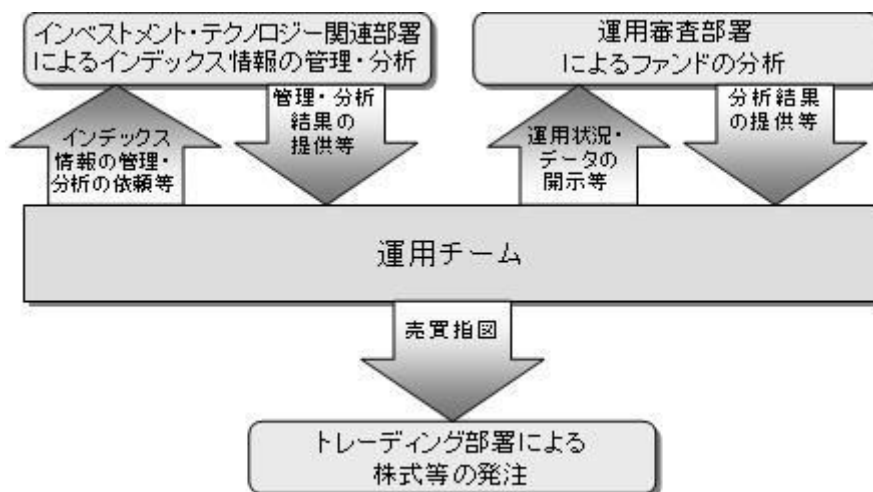 インベストメント・テクノロジー関連部署
によるインデックス情報の管理・分析
運用審査部署
によるファンドの分析
インデックス
情報の管理・
分析の依頼等
管理・分析
結果の
提供等
運用状況・
データの
開示等
分析結果
の提供等
運用チーム
売買指図
トレーディング部署による
株式等の発注